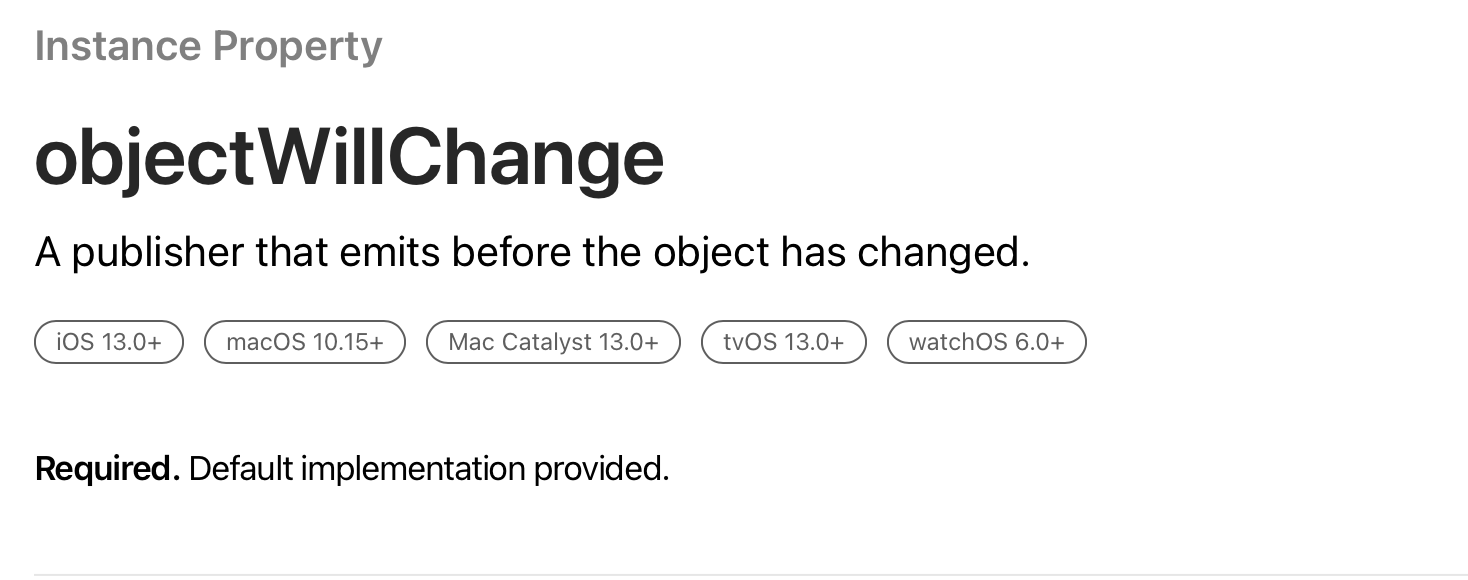 Instance Property
objectWillChange
A publisher that emits before the object has changed.
iOS 13.0+ macOS 10.15+ Mac Catalyst 13.0+ tvOS 13.0+ watchOS 6.0+
Required. Default implementation provided.